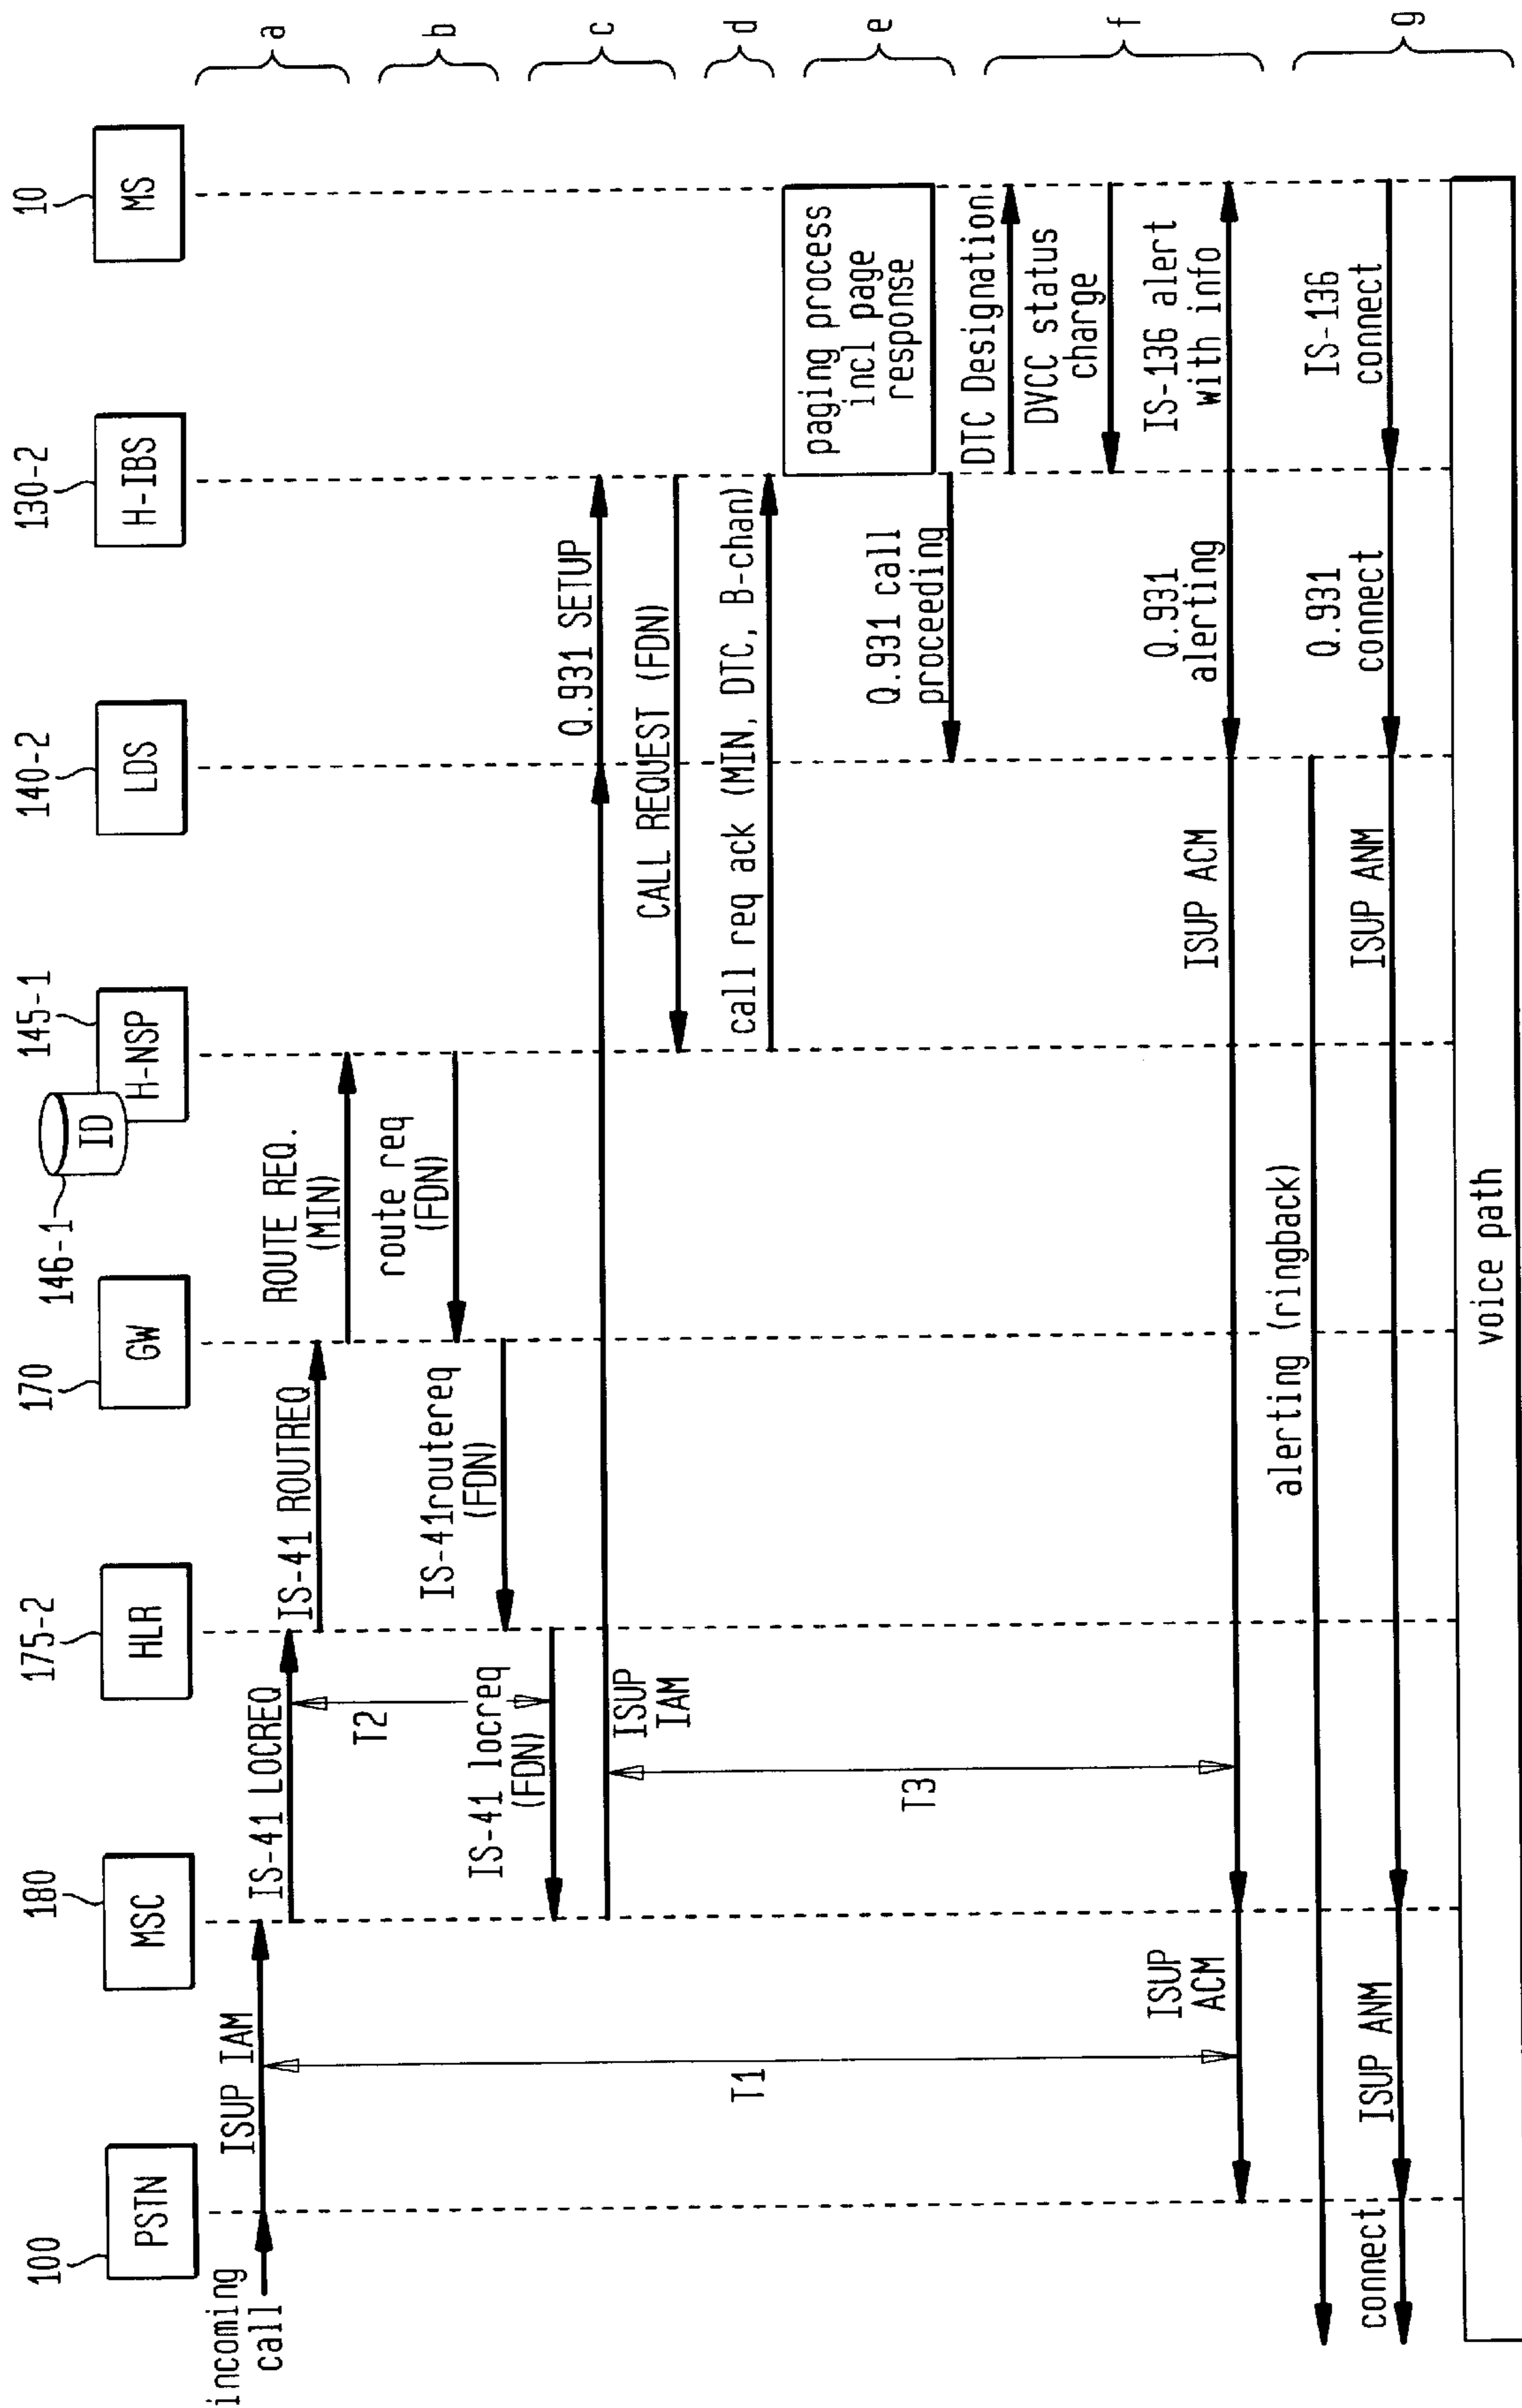 100
180
175-2
170
146-1
145-1
140-2
130-2
10
PSTN
MSC
HLR
GW
ID
H-NSP
LDS
H-IBS
MS
incoming
call
ISUP IAM
IS-41 LOCREQ
IS-41 ROUTREQ
ROUTE REQ.
(MIN)
a
T2
route req
(FDN)
IS-41routereq
(FDN)
IS-41 locreq
(FDN)
b
ISUP
IAM
Q.931 SETUP
CALL REQUEST (FDN)
c
call req ack (MIN, DTC, B-chan)
d
paging process
incl page
response
Q.931 call
proceeding
e
T1
T3
DTC Designation
DVCC status
charge
IS-136 alert
with info
Q.931
alerting
ISUP ACM
ISUP
ACM
f
alerting (ringback)
IS-136
connect
Q.931
connect
ISUP ANM
ISUP ANM
connect
g
voice path